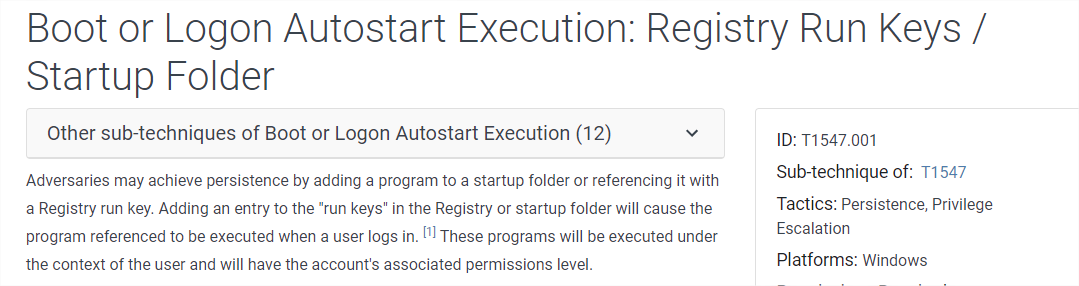 Boot or Logon Autostart Execution: Registry Run Keys /
Startup Folder
Other sub-techniques of Boot or Logon Autostart Execution (12)
Adversaries may achieve persistence by adding a program to a startup folder or referencing it with
a Registry run key. Adding an entry to the "run keys" in the Registry or startup folder will cause the
program referenced to be executed when a user logs in. [1] These programs will be executed under
the context of the user and will have the account's associated permissions level.
ID: T1547.001
Sub-technique of: T1547
Tactics: Persistence, Privilege
Escalation
Platforms: Windows